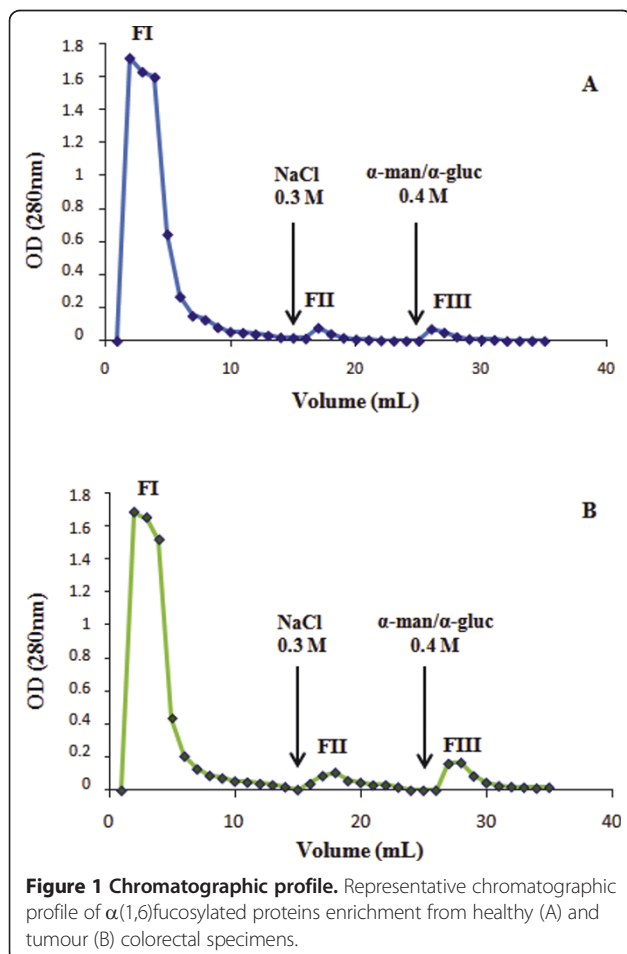 FI
1.8
1.6
1.4
1.2
1
0.8
0.6
0.4
0.2
0
OD (280nm)
A
NaCl
0.3 M
α-man/α-gluc
0.4 M
FII
FIII
0 10 20 30 40
Volume (mL)
FI
1.8
1.6
1.4
1.2
1
0.8
0.6
0.4
0.2
0
OD (280nm)
B
NaCl
0.3 M
α-man/α-gluc
0.4 M
FII
FIII
0 10 20 30 40
Volume (mL)
Figure 1 Chromatographic profile. Representative chromatographic
profile of α(1,6)fucosylated proteins enrichment from healthy (A) and
tumour (B) colorectal specimens.